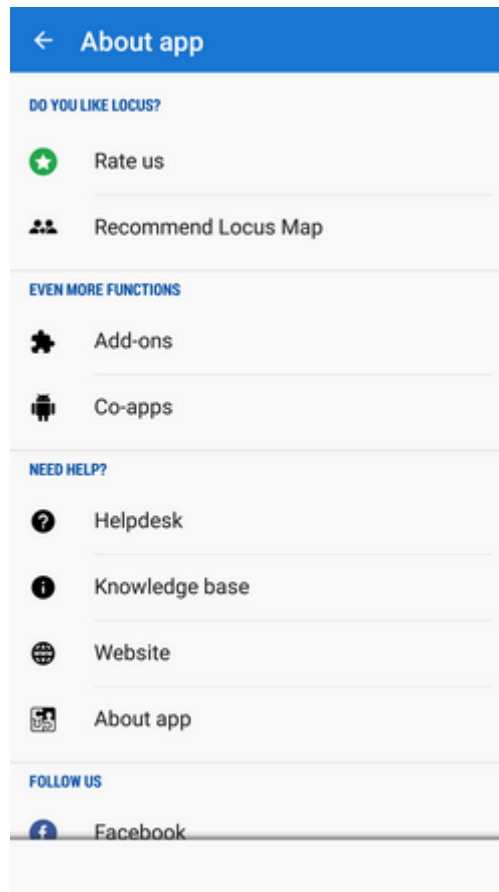 About app
DO YOU LIKE LOCUS?
Rate us
Recommend Locus Map
EVEN MORE FUNCTIONS
Add-ons
Co-apps
NEED HELP?
Helpdesk
Knowledge base
Website
About app
FOLLOW US
Facebook